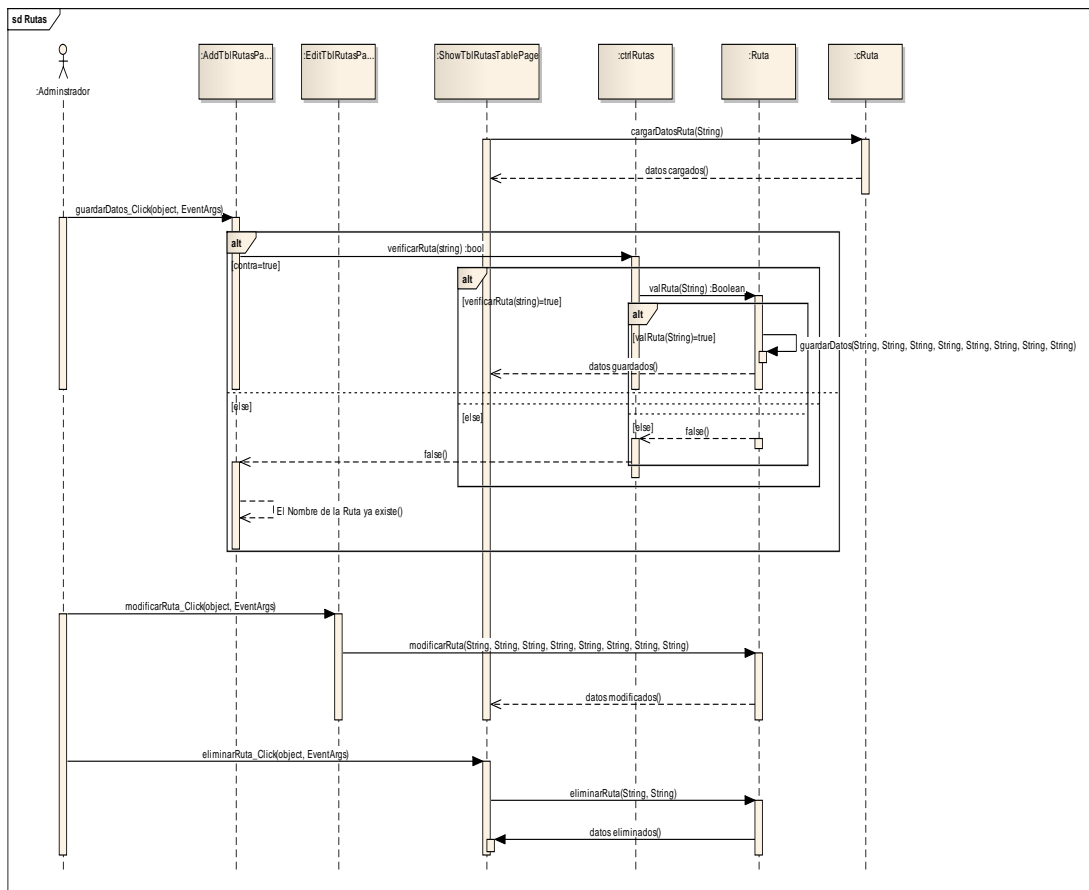 sd Rutas
:Adminstrador
:AddTblRutasPa...
:EditTblRutasPa...
:ShowTblRutasTablePage
:ctrlRutas
:Ruta
:cRuta
cargarDatosRuta(String)
datos cargados()
guardarDatos_Click(object, EventArgs)
alt
verificarRuta(string) :bool
[contra=true]
alt
valRuta(String) :Boolean
[verificarRuta(string)=true]
alt
[valRuta(String)=true]
guardarDatos(String, String, String, String, String, String, String, String)
datos guardados()
[else]
[else]
[else]
false()
false()
El Nombre de la Ruta ya existe()
modificarRuta_Click(object, EventArgs)
modificarRuta(String, String, String, String, String, String, String, String)
datos modificados()
eliminarRuta_Click(object, EventArgs)
eliminarRuta(String, String)
datos eliminados()